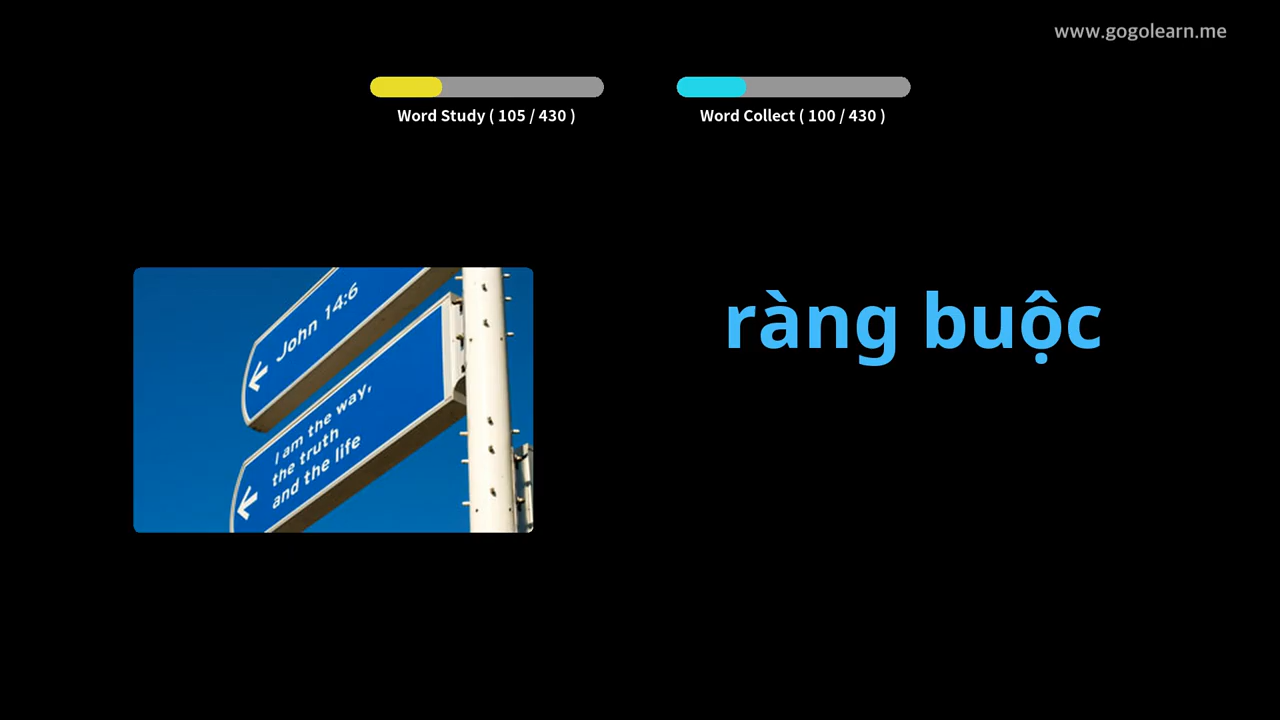 www.gogolearn.me
Word Study ( 105 / 430 )
Word Collect ( 100 / 430 )
John 14:6
I am the way,
the truth
and the life
ràng buộc